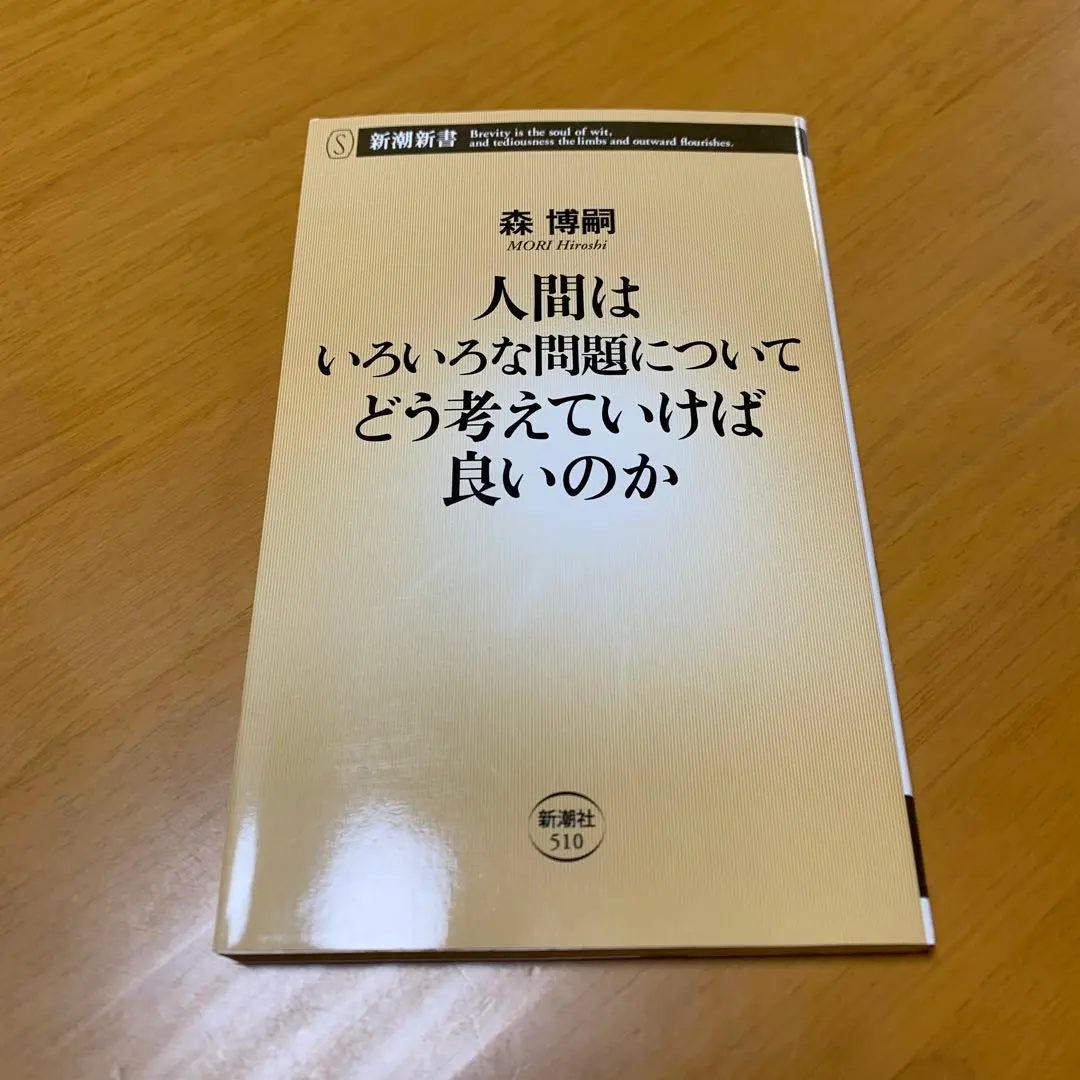 S 新潮新書 Brevity is the soul of wit,
and tediousness the limbs and outward flourishes.
森 博嗣
MORI Hiroshi
人間は
いろいろな問題について
どう考えていけば
良いのか
新潮社
510